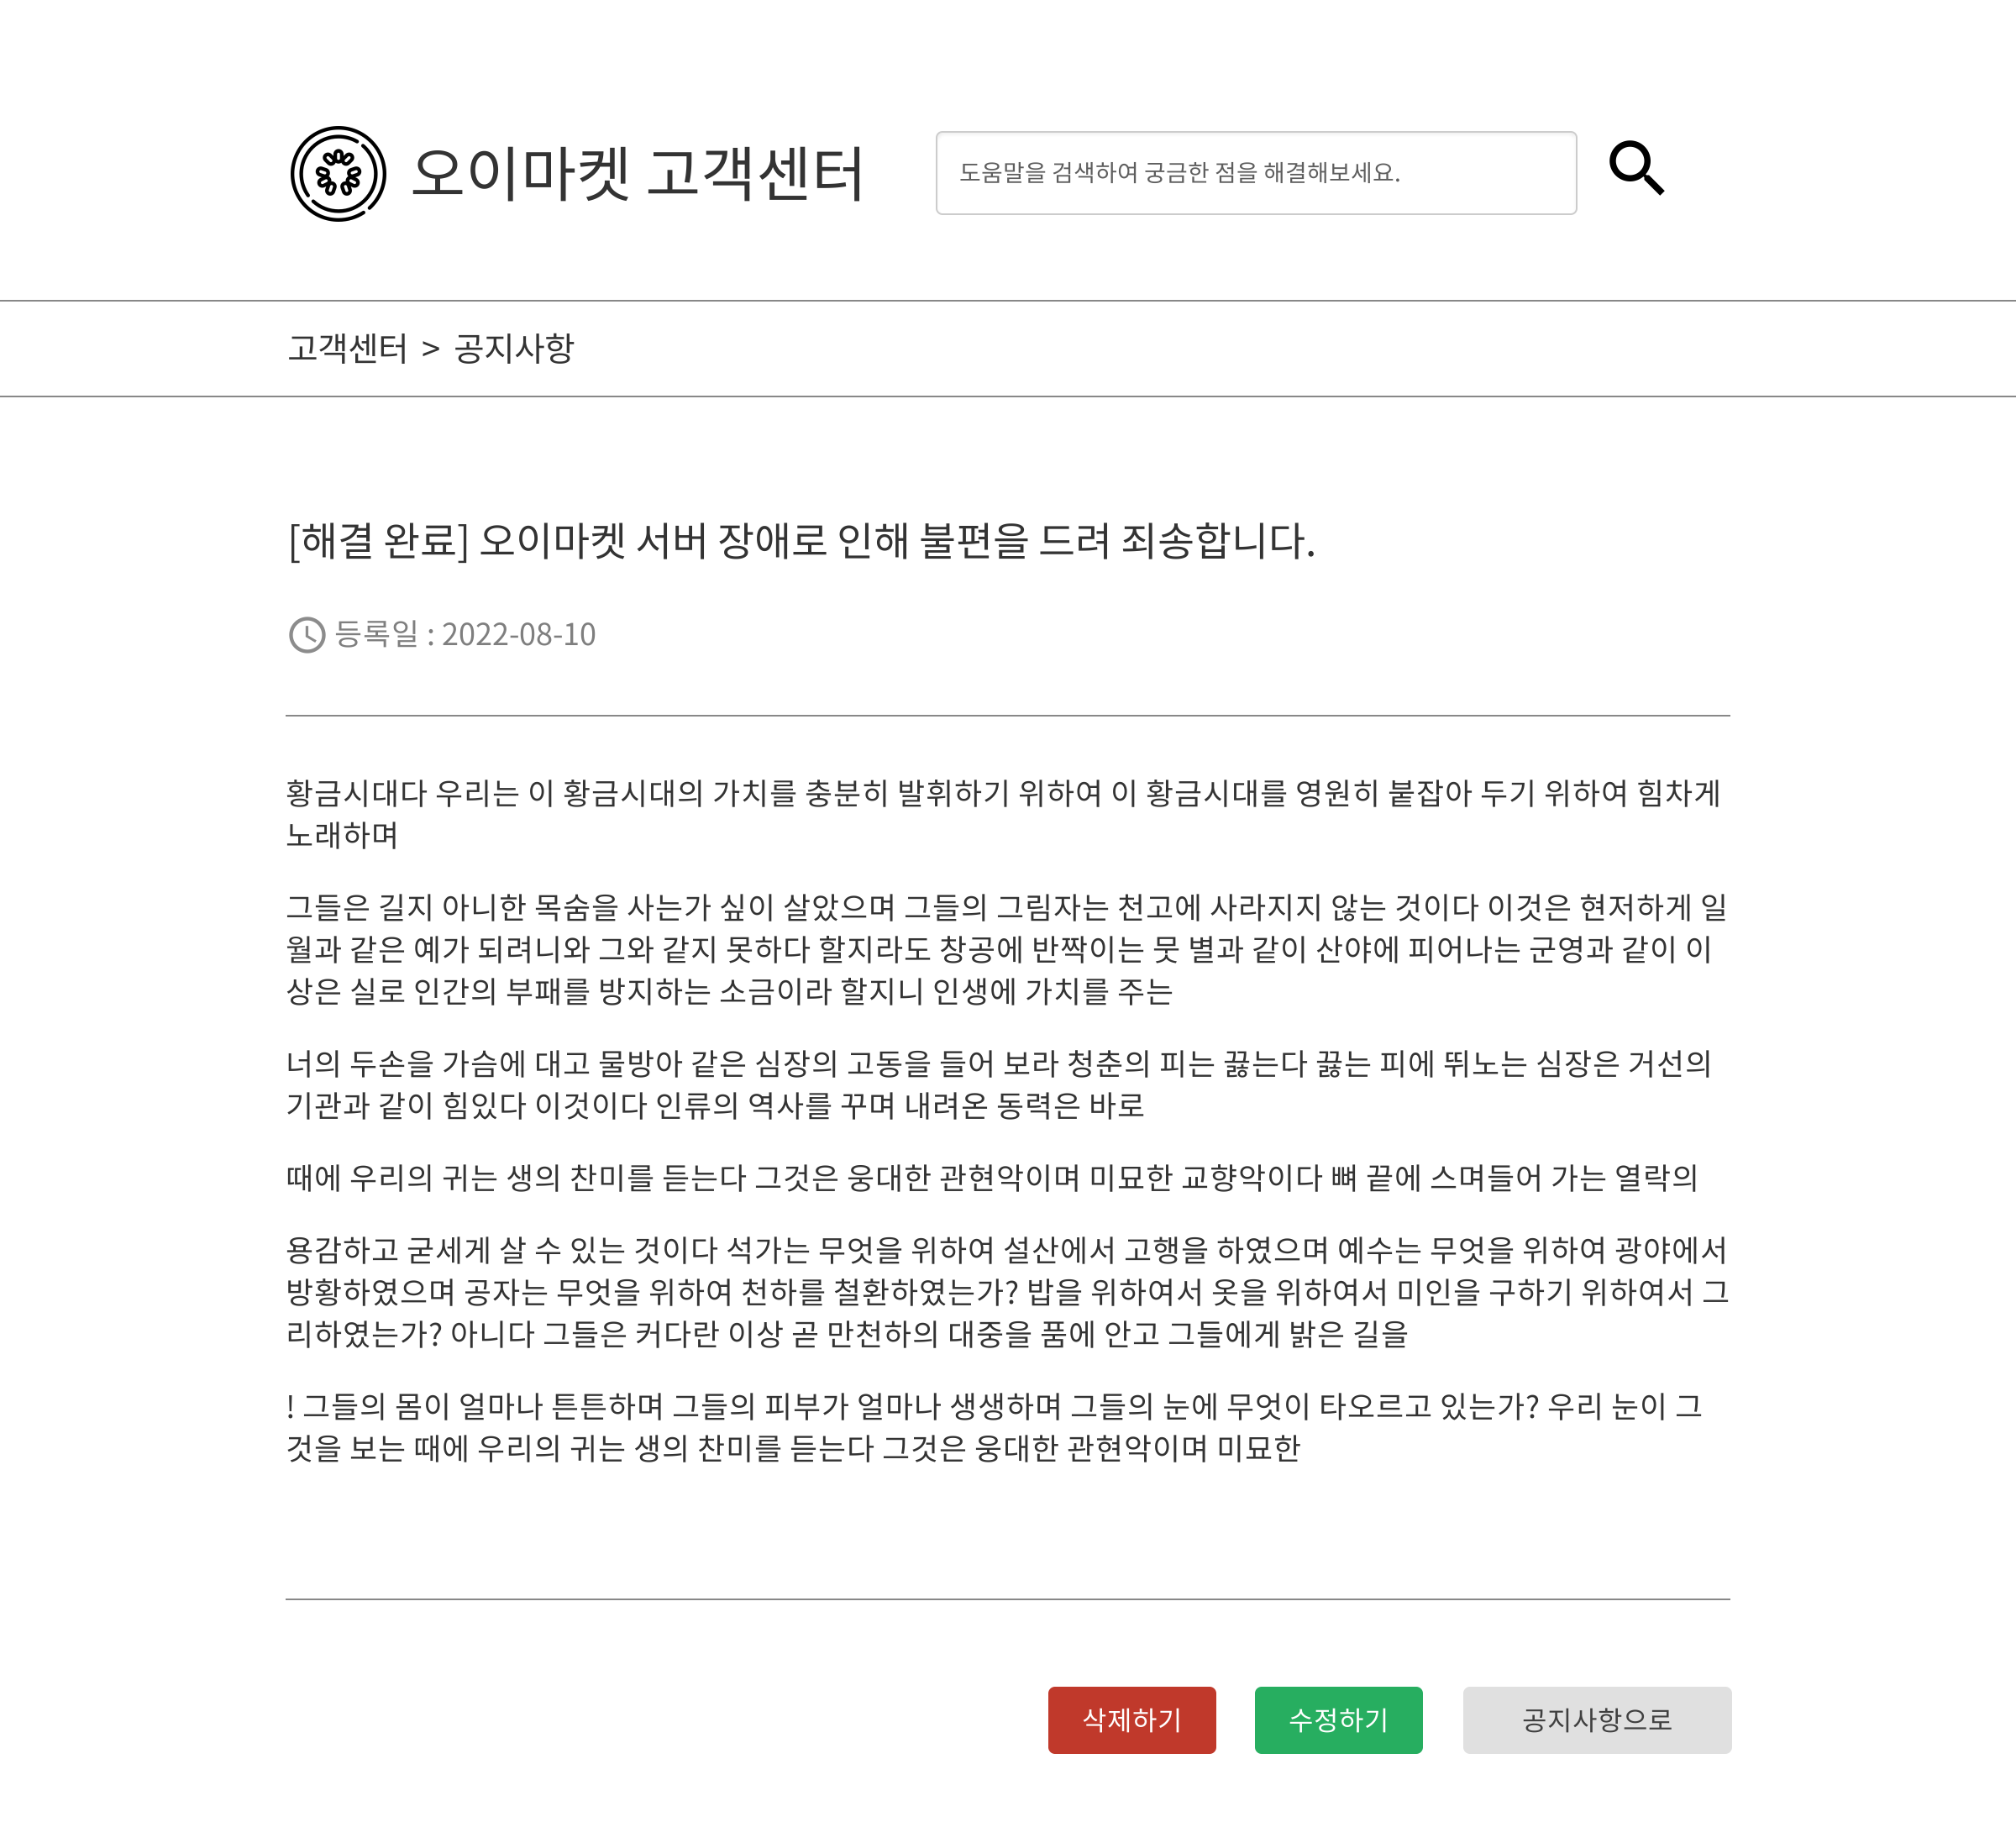 오이마켓 고객센터
도움말을 검색하여 궁금한 점을 해결해보세요.
고객센터 > 공지사항
[해결 완료] 오이마켓 서버 장애로 인해 불편을 드려 죄송합니다.
등록일 : 2022-08-10
황금시대다 우리는 이 황금시대의 가치를 충분히 발휘하기 위하여 이 황금시대를 영원히 붙잡아 두기 위하여 힘차게
노래하며
그들은 길지 아니한 목숨을 사는가 싶이 살았으며 그들의 그림자는 천고에 사라지지 않는 것이다 이것은 현저하게 일
월과 같은 예가 되려니와 그와 같지 못하다 할지라도 창공에 반짝이는 뭇 별과 같이 산야에 피어나는 군영과 같이 이
상은 실로 인간의 부패를 방지하는 소금이라 할지니 인생에 가치를 주는
너의 두손을 가슴에 대고 물방아 같은 심장의 고동을 들어 보라 청춘의 피는 끓는다 끓는 피에 뛰노는 심장은 거선의
기관과 같이 힘있다 이것이다 인류의 역사를 꾸며 내려온 동력은 바로
때에 우리의 귀는 생의 찬미를 듣는다 그것은 웅대한 관현악이며 미묘한 교향악이다 뼈 끝에 스며들어 가는 열락의
용감하고 굳세게 살 수 있는 것이다 석가는 무엇을 위하여 설산에서 고행을 하였으며 예수는 무엇을 위하여 광야에서
방황하였으며 공자는 무엇을 위하여 천하를 철환하였는가? 밥을 위하여서 옷을 위하여서 미인을 구하기 위하여서 그
리하였는가? 아니다 그들은 커다란 이상 곧 만천하의 대중을 품에 안고 그들에게 밝은 길을
! 그들의 몸이 얼마나 튼튼하며 그들의 피부가 얼마나 생생하며 그들의 눈에 무엇이 타오르고 있는가? 우리 눈이 그
것을 보는 때에 우리의 귀는 생의 찬미를 듣는다 그것은 웅대한 관현악이며 미묘한
삭제하기 수정하기 공지사항으로